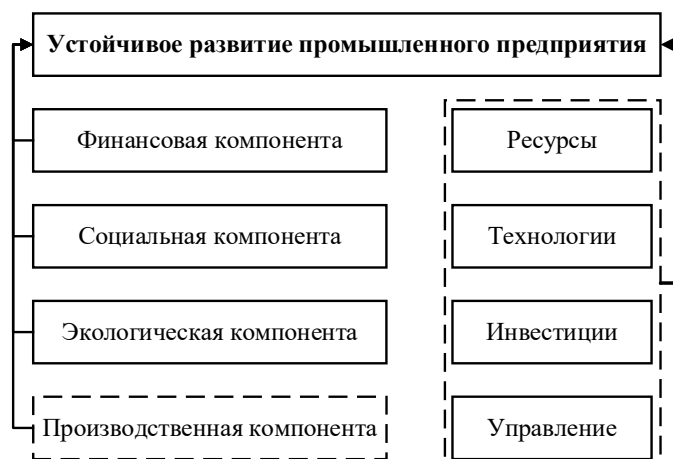 Устойчивое развитие промышленного предприятия
Финансовая компонента
Ресурсы
Социальная компонента
Технологии
Экологическая компонента
Инвестиции
Производственная компонента
Управление